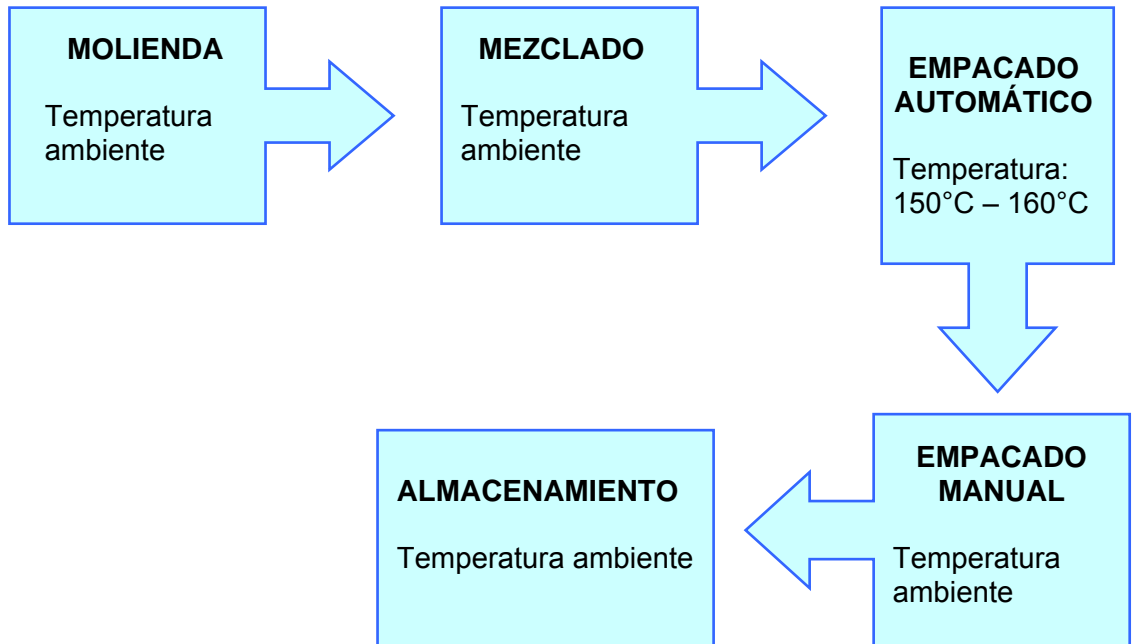 MOLIENDA
Temperatura
ambiente
MEZCLADO
Temperatura
ambiente
EMPACADO
AUTOMÁTICO
Temperatura:
150°C – 160°C
EMPACADO
MANUAL
Temperatura
ambiente
ALMACENAMIENTO
Temperatura ambiente